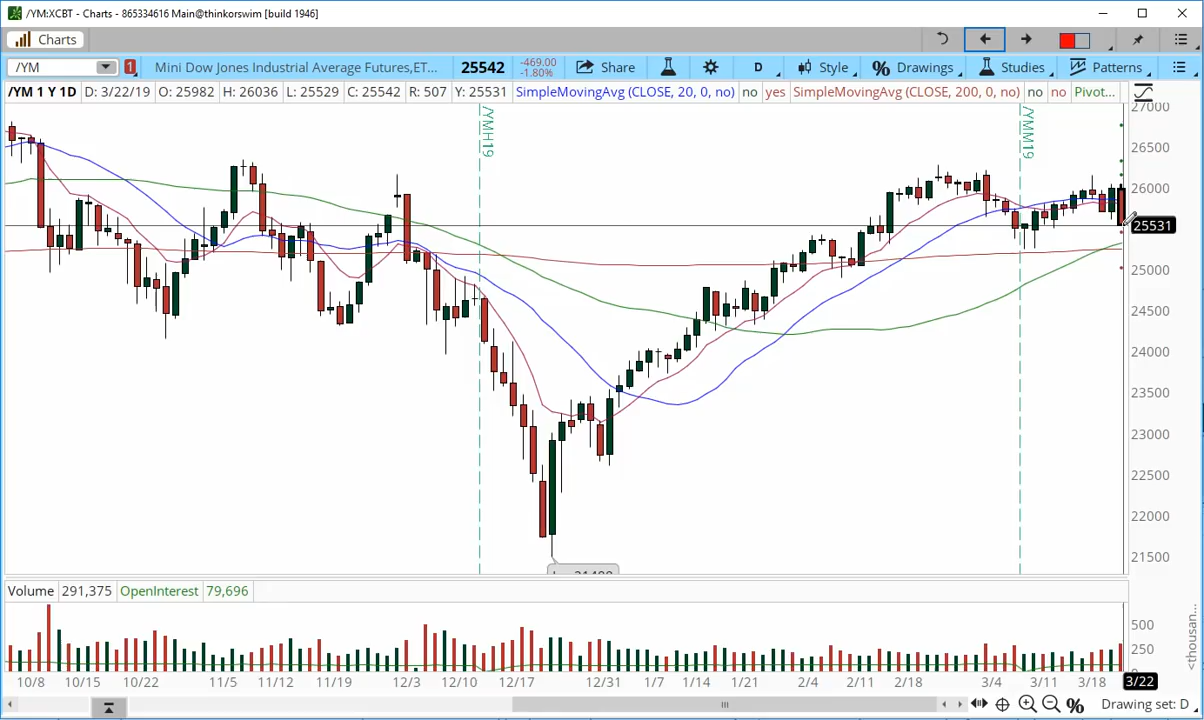 /YM:XCBT - Charts - 865334616 Main@thinkorswim [build 1946]
Charts
/YM 1 Mini Dow Jones Industrial Average Futures,ET... 25542 -469.00 -1.80% Share D Style % Drawings Studies Patterns
/YM 1 Y 1D D: 3/22/19 O: 25982 H: 26036 L: 25529 C: 25542 R: 507 Y: 25531 SimpleMovingAvg (CLOSE, 20, 0, no) no yes SimpleMovingAvg (CLOSE, 200, 0, no) no no Pivot...
/YMH19 /YMM19
27000
26500
26000
25531
25000
24500
24000
23500
23000
22500
22000
21500
Volume 291,375 OpenInterest 79,696
500
250
0
<thousan...
10/8 10/15 10/22 11/5 11/12 11/19 12/3 12/10 12/17 12/31 1/7 1/14 1/21 2/4 2/11 2/18 3/4 3/11 3/18 3/22
% Drawing set: D